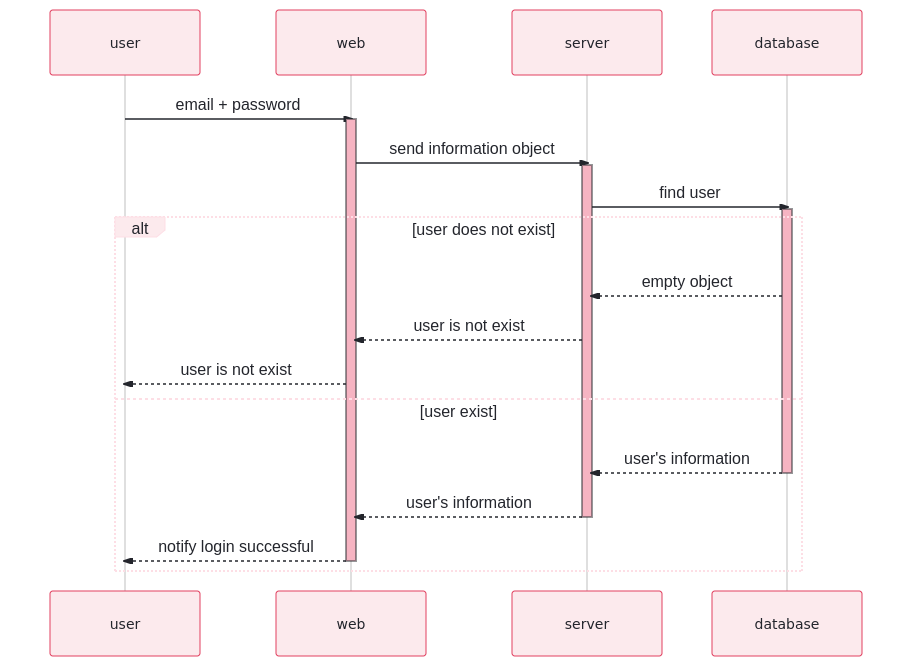 user
web
server
database
email + password
send information object
find user
alt
[user does not exist]
empty object
user is not exist
user is not exist
[user exist]
user's information
user's information
notify login successful
user
web
server
database